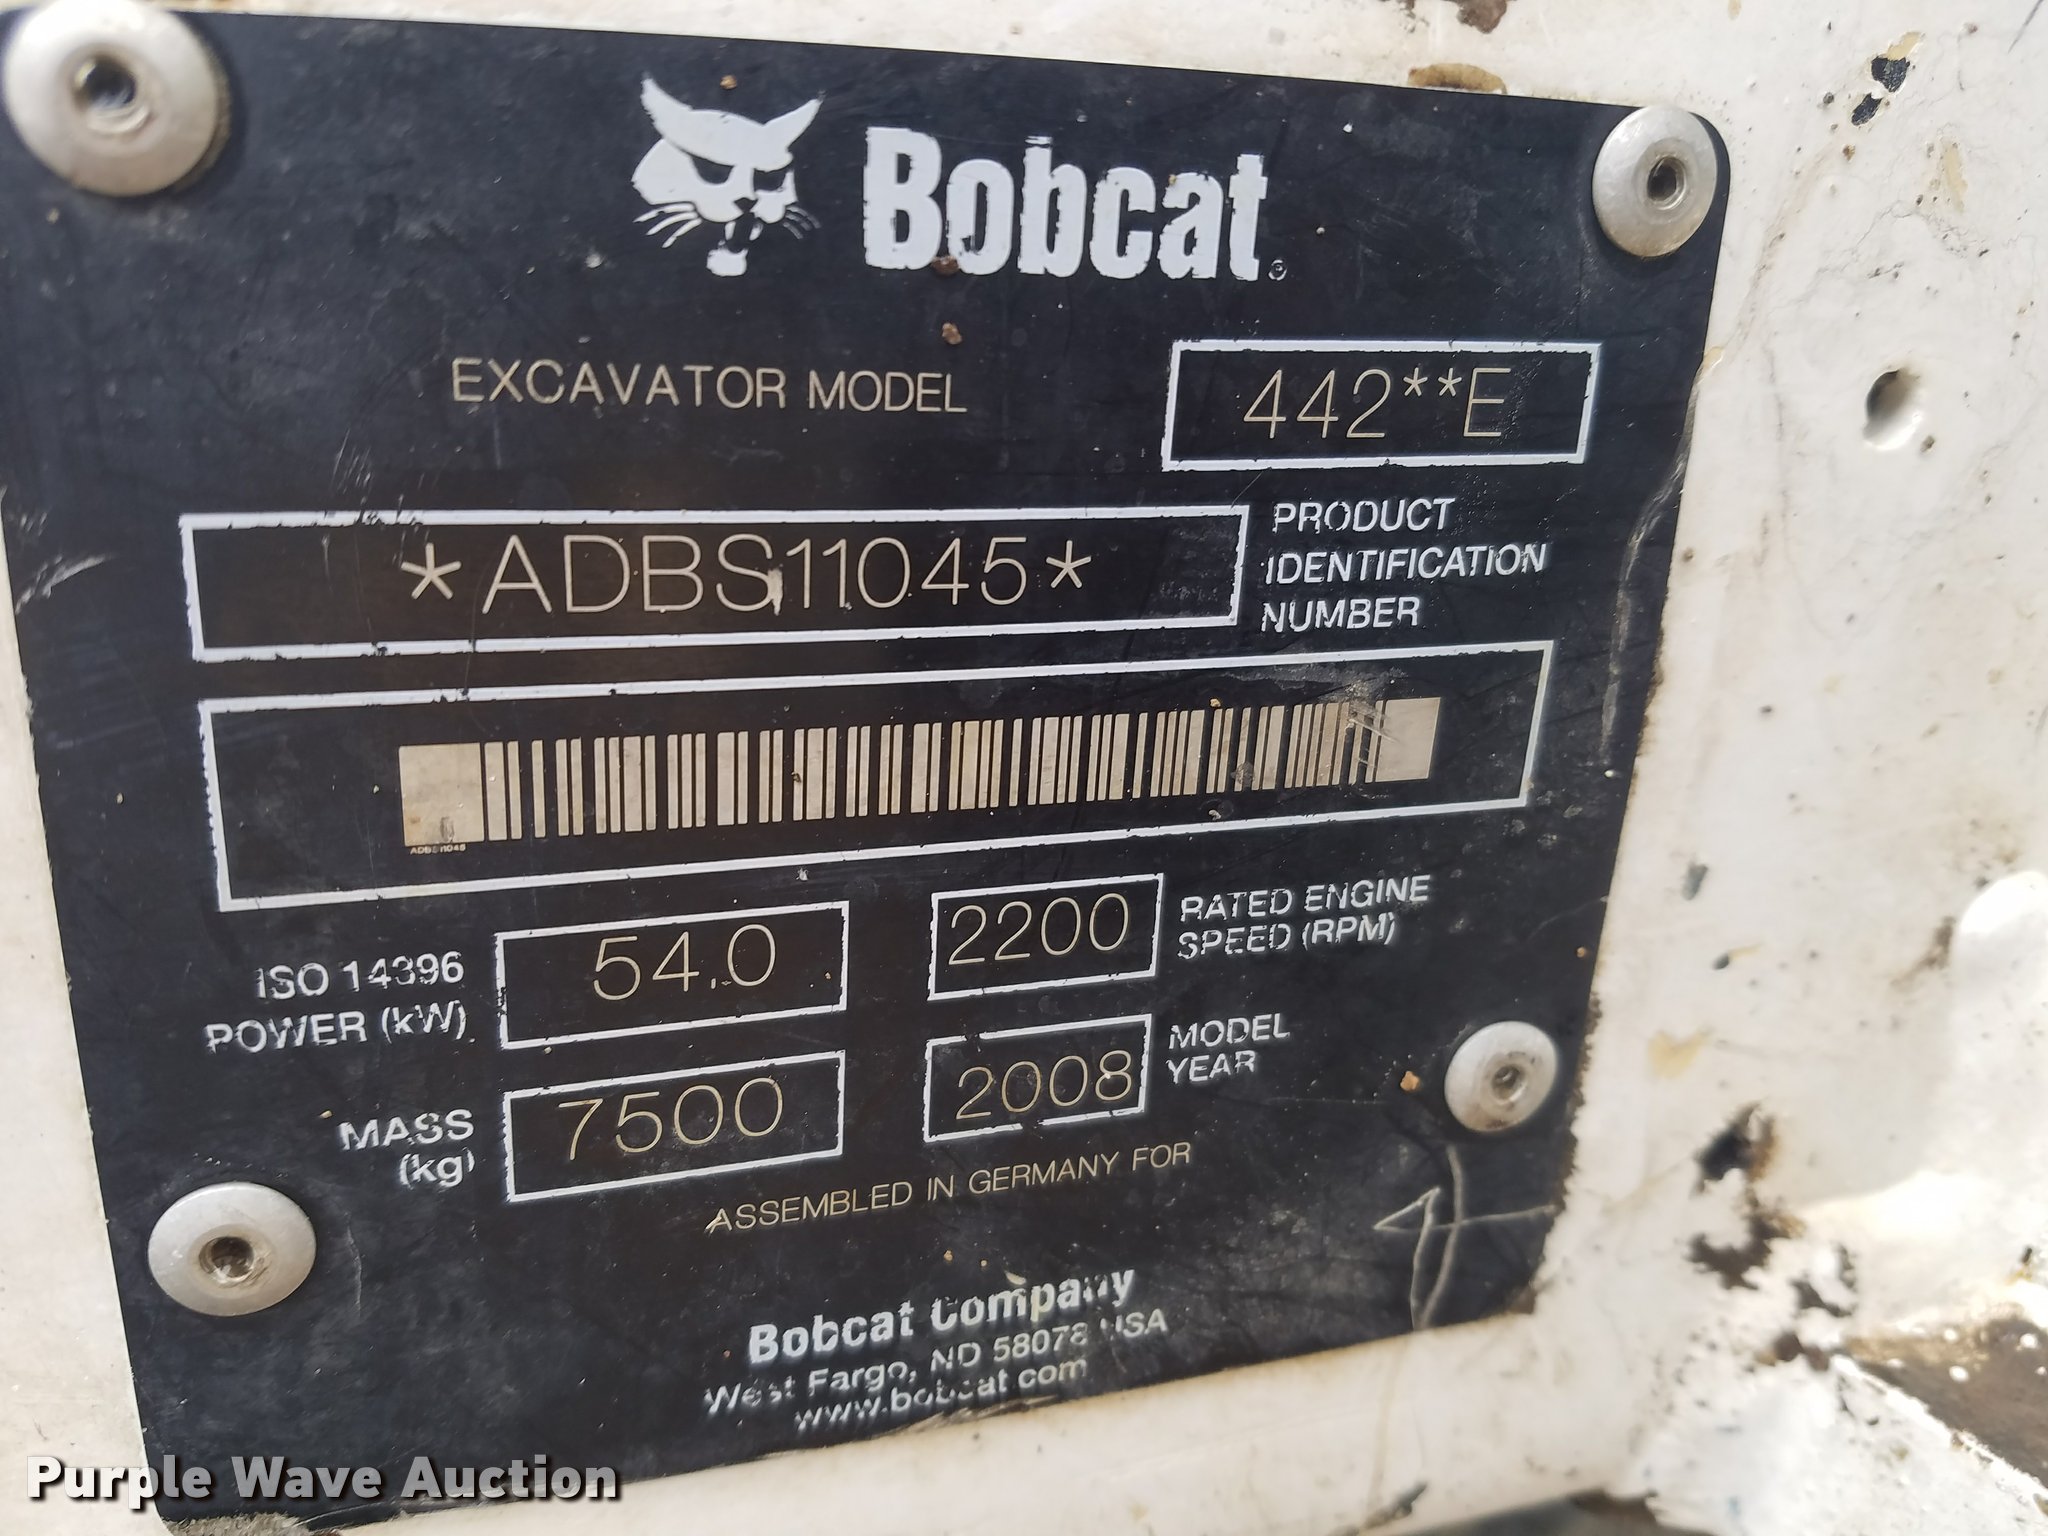 Bobcat®
EXCAVATOR MODEL 442**E
*ADBS11045*
PRODUCT
IDENTIFICATION
NUMBER
ADBS11045
ISO 14396
POWER (kW)
54.0
2200
RATED ENGINE
SPEED (RPM)
MASS
(kg)
7500
2008
MODEL
YEAR
ASSEMBLED IN GERMANY FOR
Bobcat Company
West Fargo, ND 58078 USA
www.bobcat.com
Purple Wave Auction